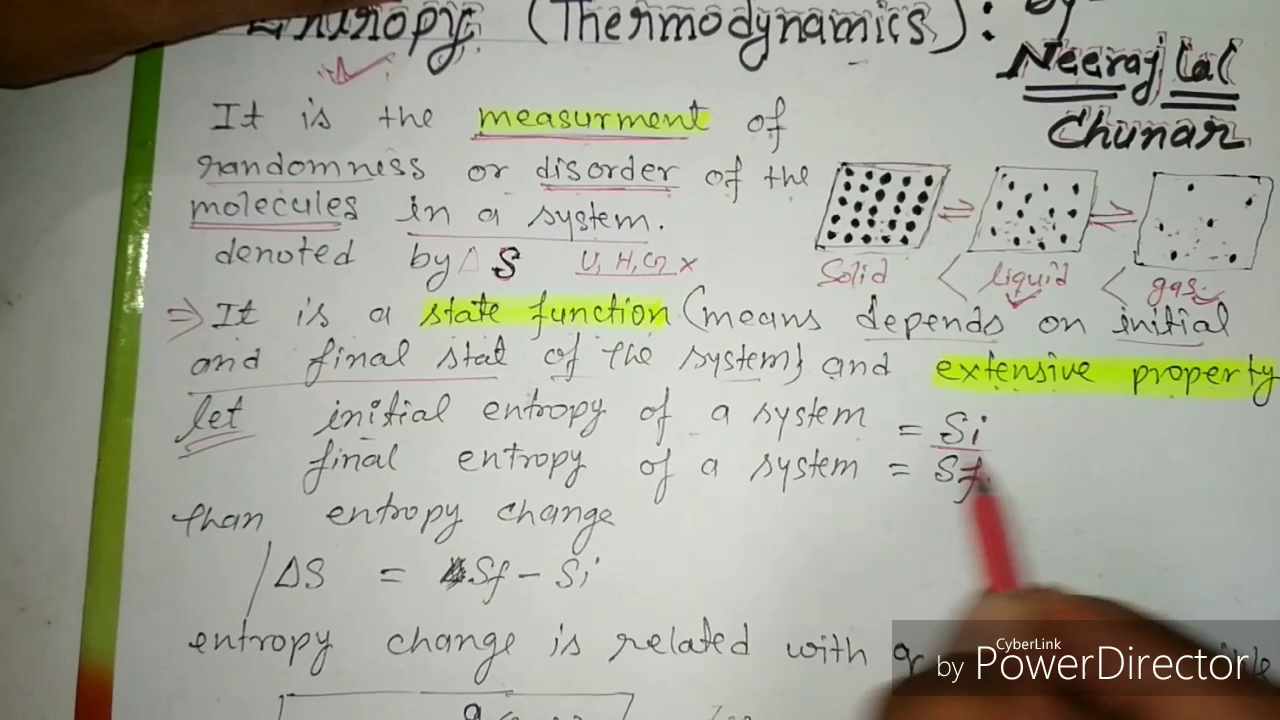 Entropy (Thermodynamics): by
Neeraj Lal
Chunar
It is the measurment of
randomness or disorder of the
molecules in a system.
denoted by Δ S U, H, G x
Solid < liquid < gas
⇒ It is a state function (means depends on initial
and final stat of the system) and extensive property
let initial entropy of a system = Si
final entropy of a system = Sf
than entropy change
ΔS = Sf - Si
entropy change is related with q
CyberLink
by PowerDirector